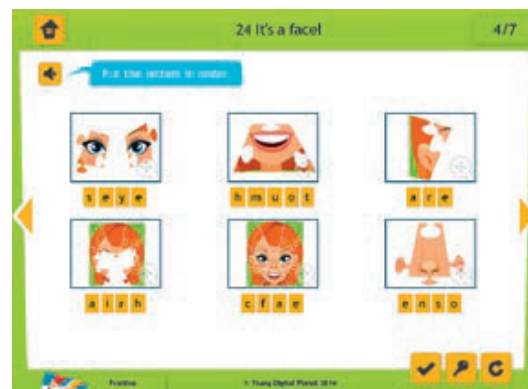 24 It's a face!
4/7
Put the letters in order.
s e y e
h m u o t
a r e
a i r h
c f a e
e n s o
© Young Digital Planet 2014